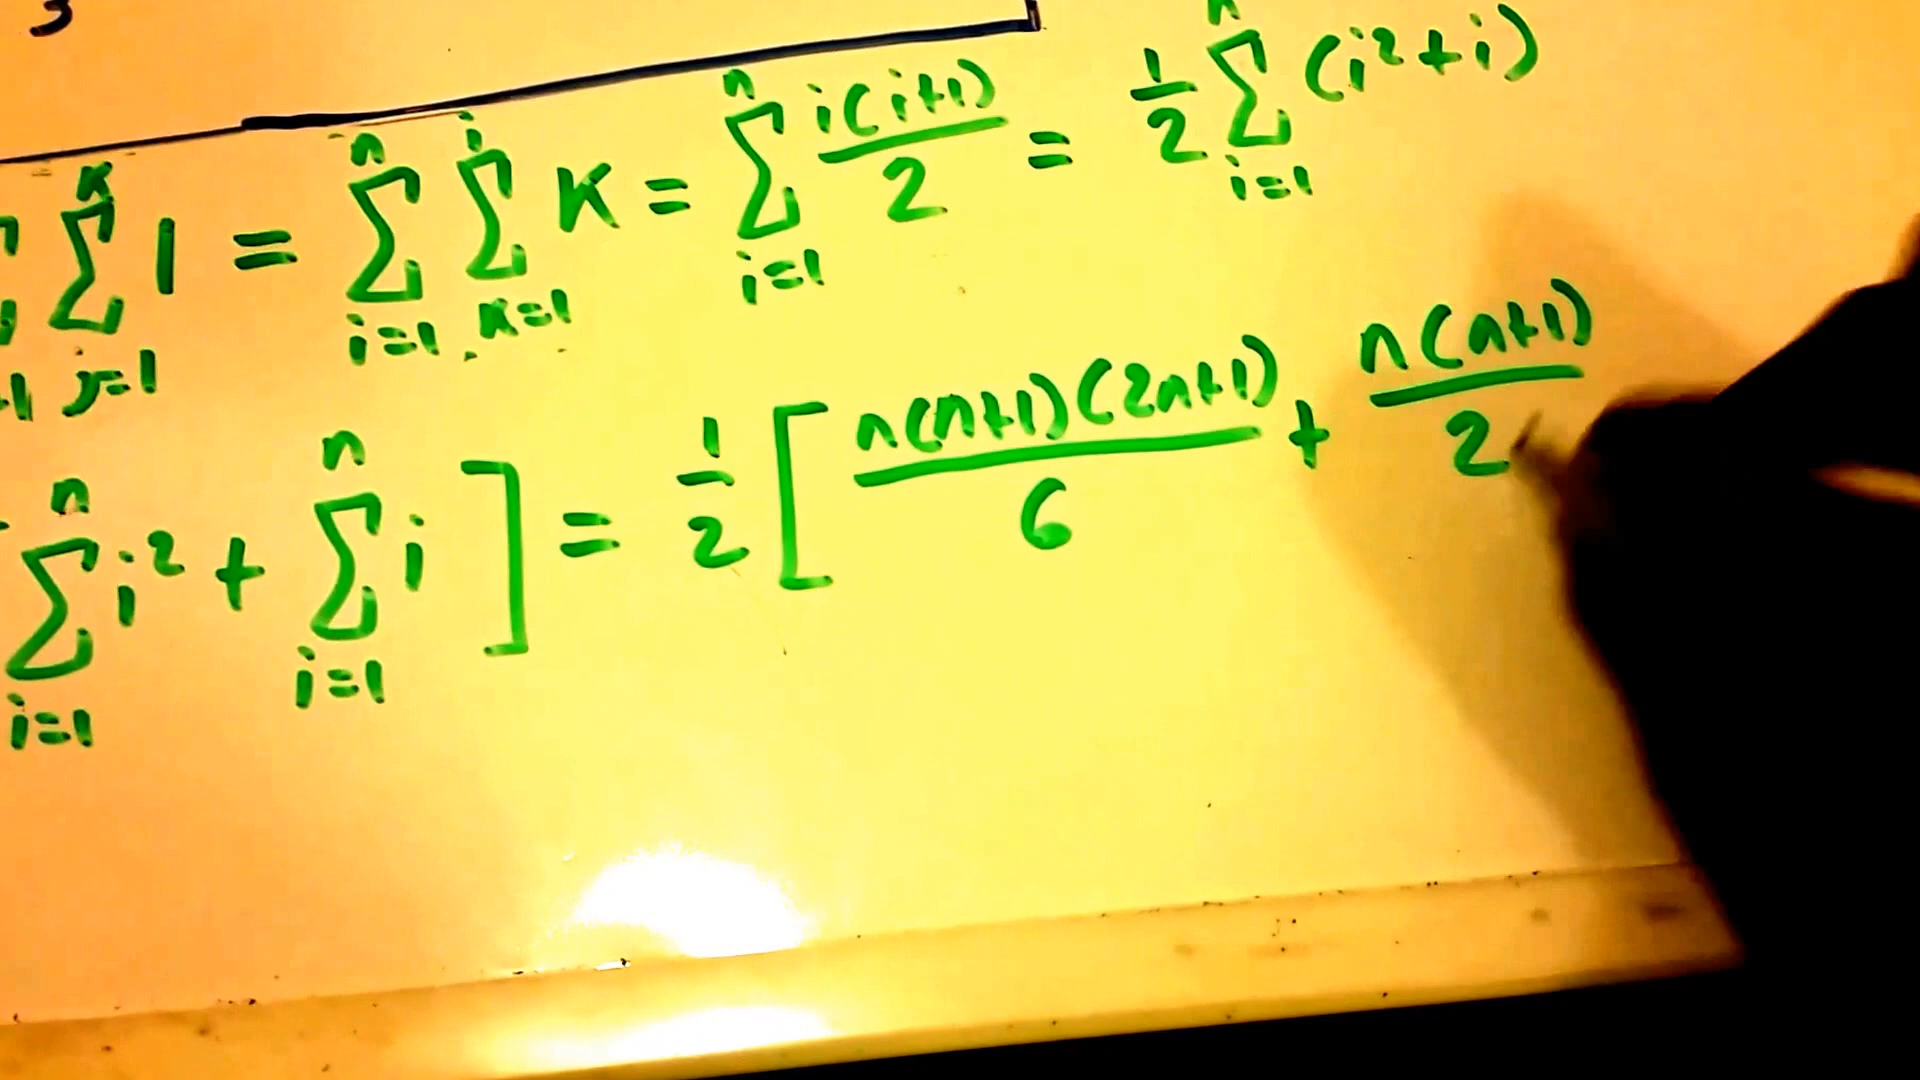 3
∑_{j=1}^{k} 1 = ∑_{i=1}^{n} ∑_{k=1}^{i} k = ∑_{i=1}^{n} i(i+1)/2 = 1/2 ∑_{i=1}^{n} (i²+i)
∑_{i=1}^{n} i² + ∑_{i=1}^{n} i ] = 1/2 [ n(n+1)(2n+1)/6 + n(n+1)/2